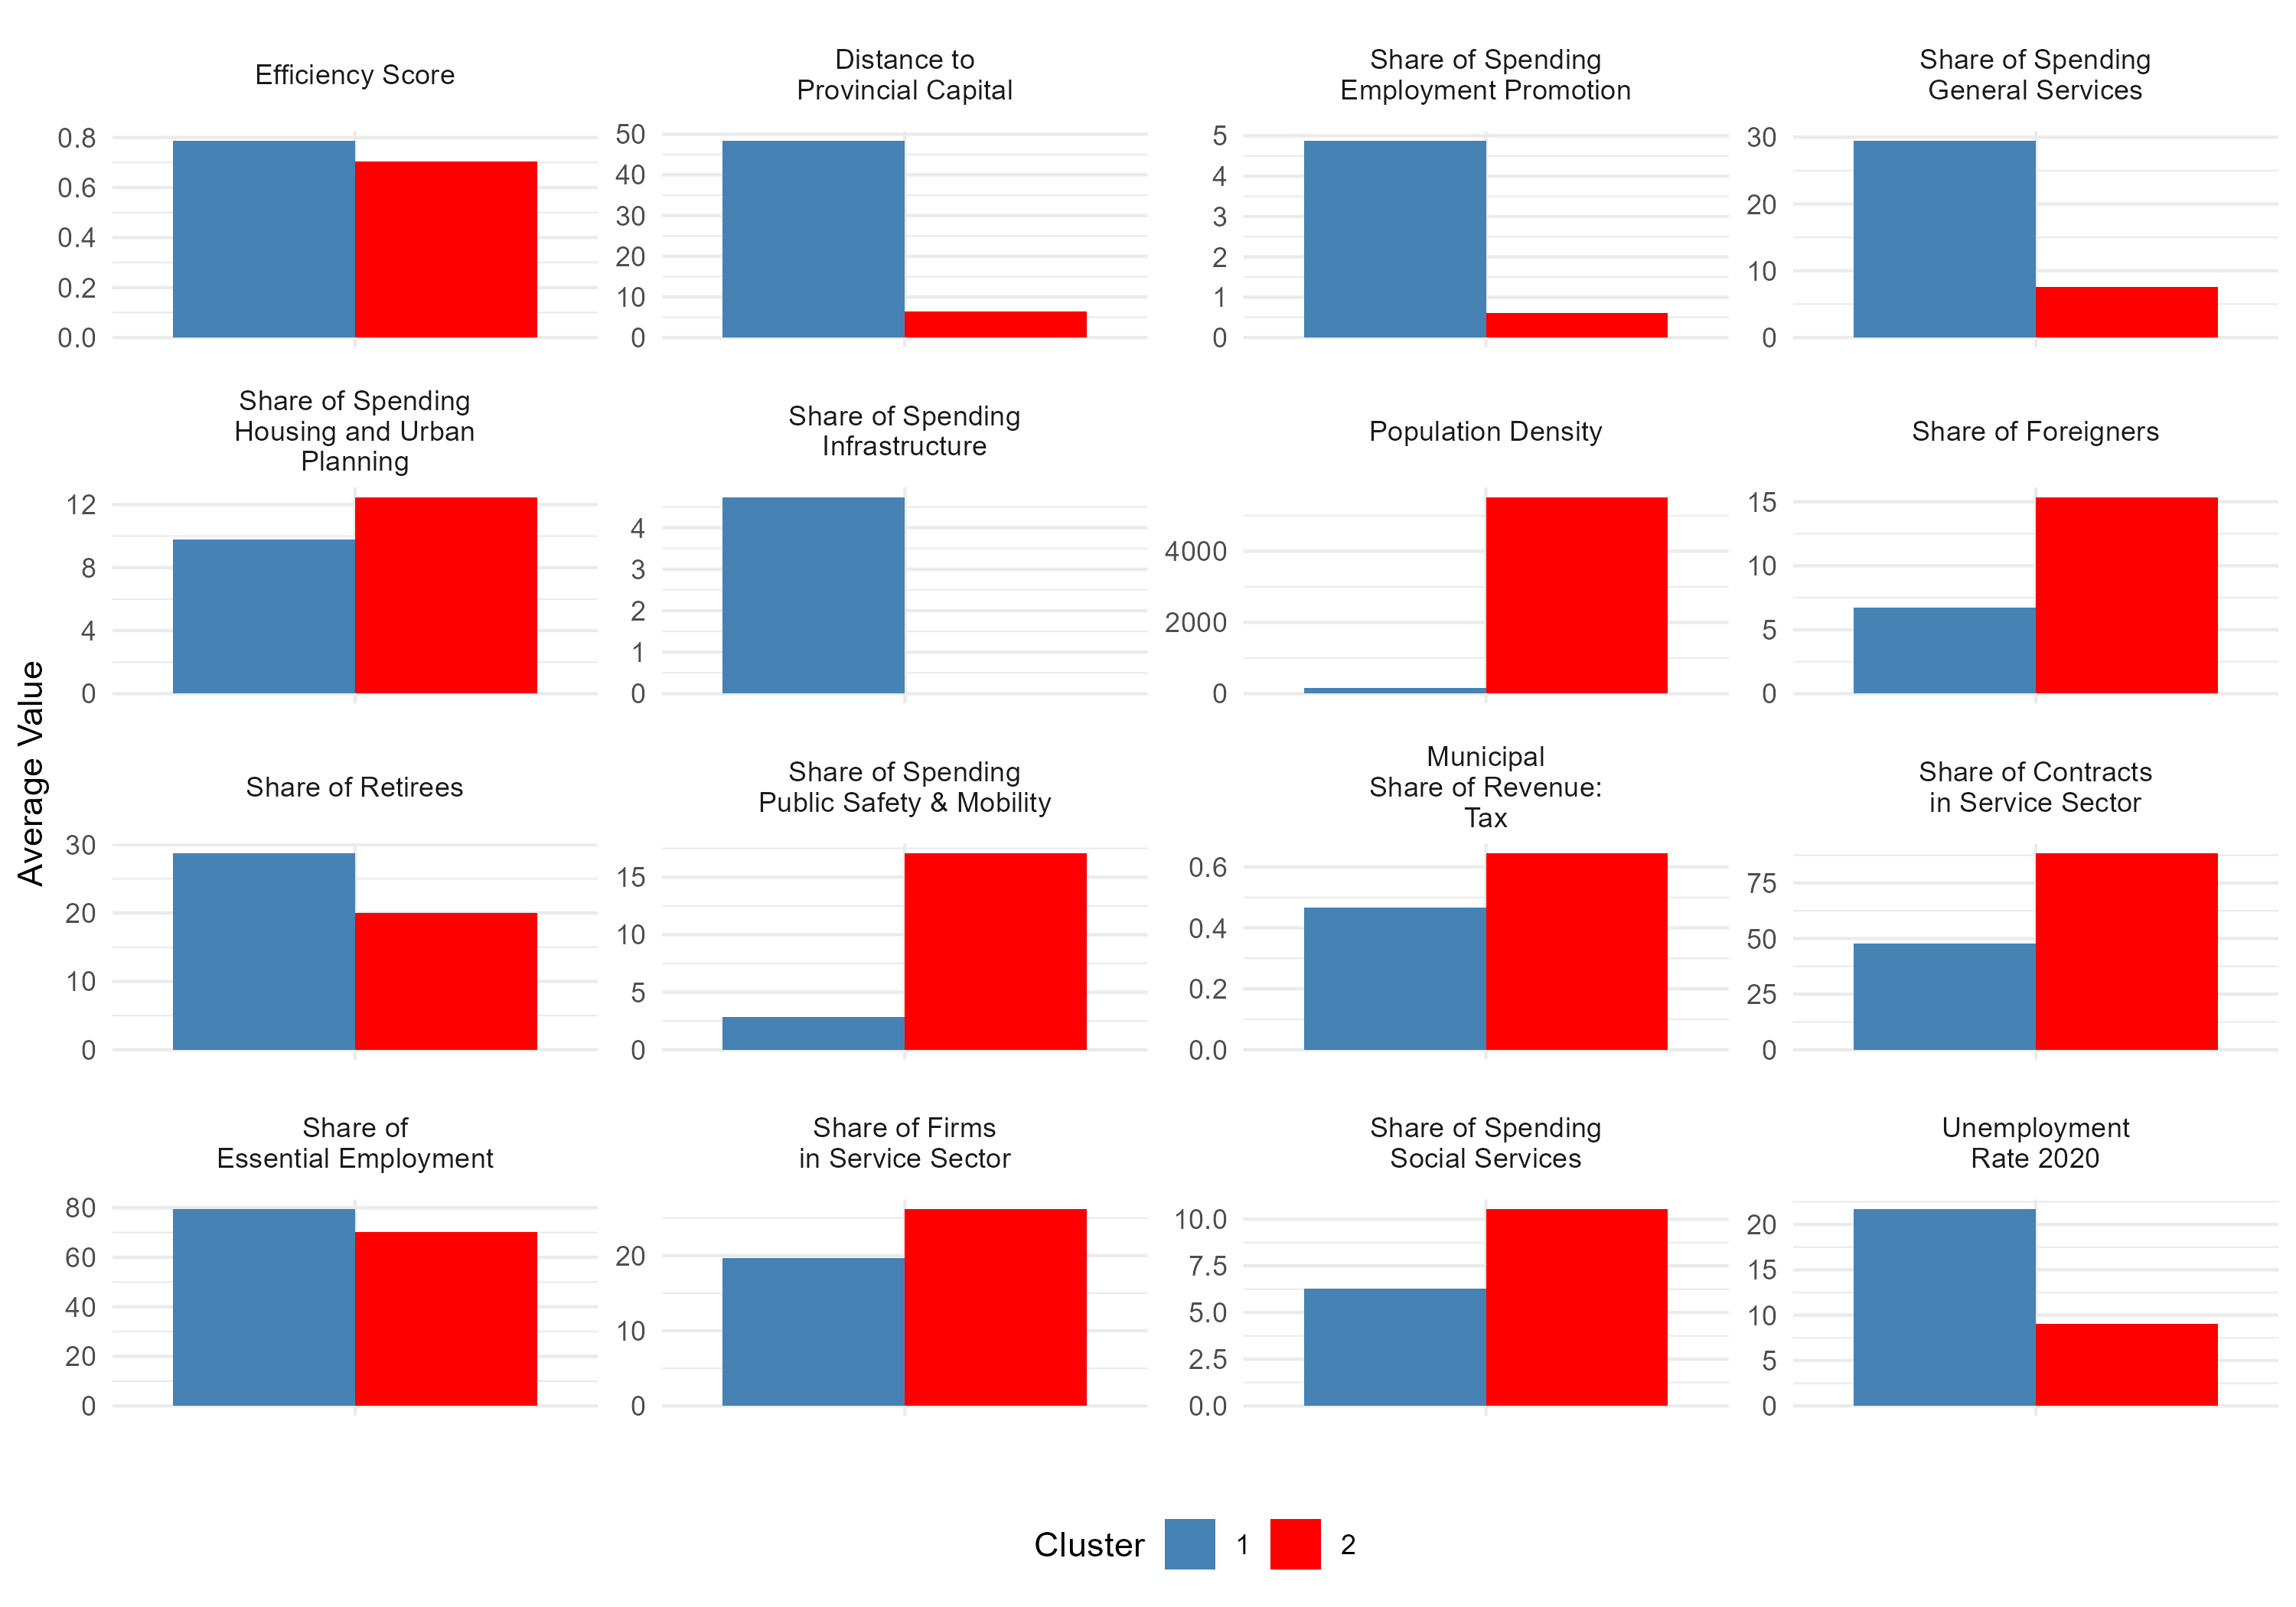 Efficiency Score
Distance to
Provincial Capital
Share of Spending
Employment Promotion
Share of Spending
General Services
0.8
0.6
0.4
0.2
0.0
50
40
30
20
10
0
5
4
3
2
1
0
30
20
10
0
Share of Spending
Housing and Urban
Planning
Share of Spending
Infrastructure
Population Density
Share of Foreigners
12
8
4
0
4
3
2
1
0
4000
2000
0
15
10
5
0
Average Value
Share of Retirees
Share of Spending
Public Safety & Mobility
Municipal
Share of Revenue:
Tax
Share of Contracts
in Service Sector
30
20
10
0
15
10
5
0
0.6
0.4
0.2
0.0
75
50
25
0
Share of
Essential Employment
Share of Firms
in Service Sector
Share of Spending
Social Services
Unemployment
Rate 2020
80
60
40
20
0
20
10
0
10.0
7.5
5.0
2.5
0.0
20
15
10
5
0
Cluster 1 2